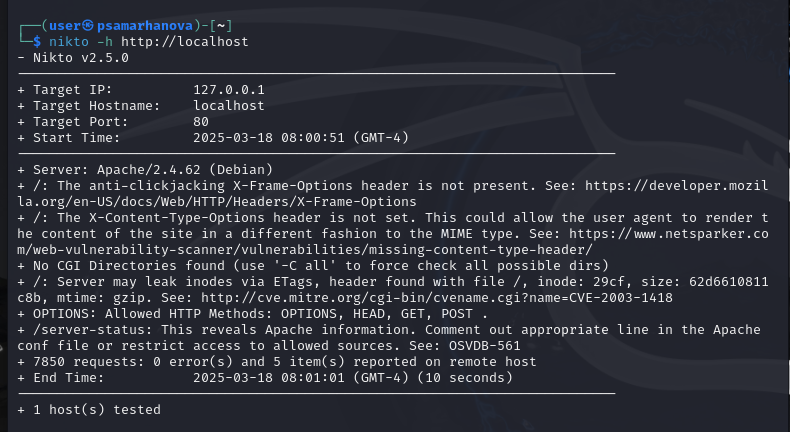 ┌──(user㉿psamarhanova)-[~]
└─$ nikto -h http://localhost
- Nikto v2.5.0
---------------------------------------------------------------------------
+ Target IP:          127.0.0.1
+ Target Hostname:    localhost
+ Target Port:        80
+ Start Time:         2025-03-18 08:00:51 (GMT-4)
---------------------------------------------------------------------------
+ Server: Apache/2.4.62 (Debian)
+ /: The anti-clickjacking X-Frame-Options header is not present. See: https://developer.mozil
la.org/en-US/docs/Web/HTTP/Headers/X-Frame-Options
+ /: The X-Content-Type-Options header is not set. This could allow the user agent to render t
he content of the site in a different fashion to the MIME type. See: https://www.netsparker.co
m/web-vulnerability-scanner/vulnerabilities/missing-content-type-header/
+ No CGI Directories found (use '-C all' to force check all possible dirs)
+ /: Server may leak inodes via ETags, header found with file /, inode: 29cf, size: 62d6610811
c8b, mtime: gzip. See: http://cve.mitre.org/cgi-bin/cvename.cgi?name=CVE-2003-1418
+ OPTIONS: Allowed HTTP Methods: OPTIONS, HEAD, GET, POST .
+ /server-status: This reveals Apache information. Comment out appropriate line in the Apache
conf file or restrict access to allowed sources. See: OSVDB-561
+ 7850 requests: 0 error(s) and 5 item(s) reported on remote host
+ End Time:           2025-03-18 08:01:01 (GMT-4) (10 seconds)
---------------------------------------------------------------------------
+ 1 host(s) tested